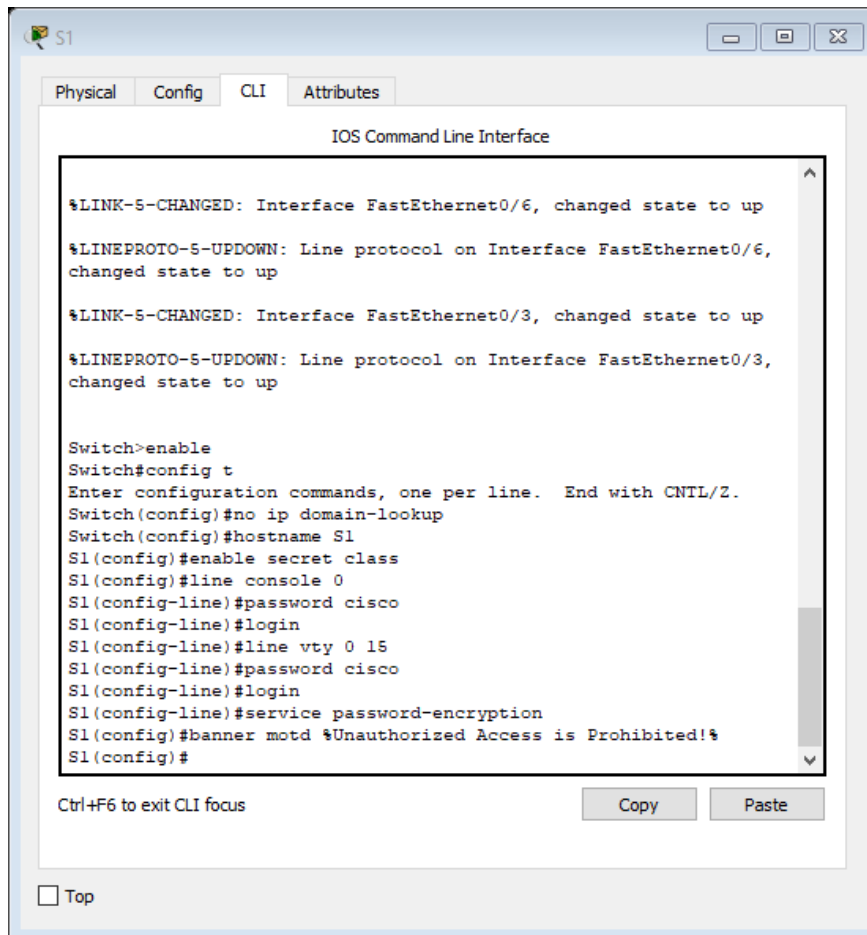 S1
Physical Config CLI Attributes
IOS Command Line Interface
%LINK-5-CHANGED: Interface FastEthernet0/6, changed state to up
%LINEPROTO-5-UPDOWN: Line protocol on Interface FastEthernet0/6,
changed state to up
%LINK-5-CHANGED: Interface FastEthernet0/3, changed state to up
%LINEPROTO-5-UPDOWN: Line protocol on Interface FastEthernet0/3,
changed state to up
Switch>enable
Switch#config t
Enter configuration commands, one per line.  End with CNTL/Z.
Switch(config)#no ip domain-lookup
Switch(config)#hostname S1
S1(config)#enable secret class
S1(config)#line console 0
S1(config-line)#password cisco
S1(config-line)#login
S1(config-line)#line vty 0 15
S1(config-line)#password cisco
S1(config-line)#login
S1(config-line)#service password-encryption
S1(config)#banner motd %Unauthorized Access is Prohibited!%
S1(config)#
Ctrl+F6 to exit CLI focus Copy Paste
Top